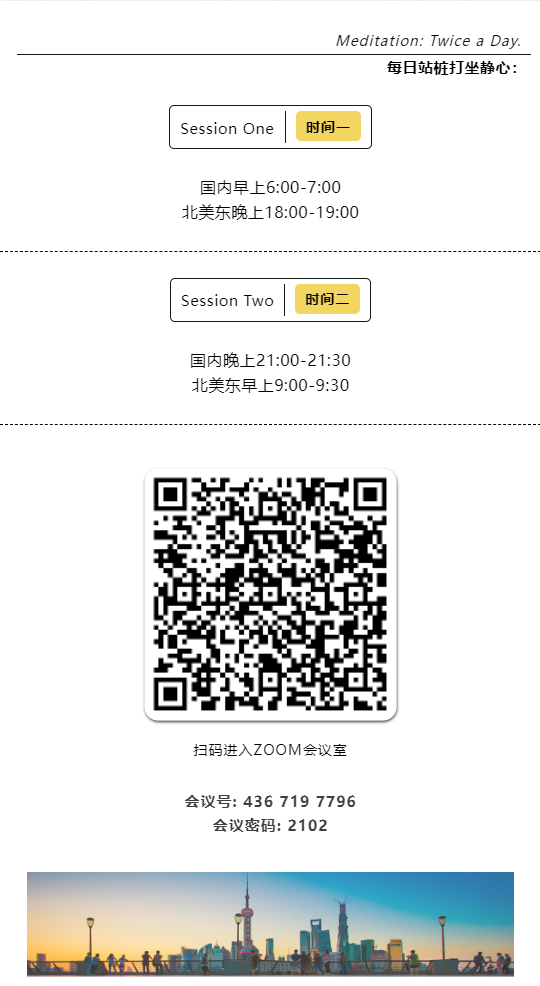 Meditation: Twice a Day.
每日站桩打坐静心：
Session One 时间一
国内早上6:00-7:00
北美东晚上18:00-19:00
Session Two 时间二
国内晚上21:00-21:30
北美东早上9:00-9:30
扫码进入ZOOM会议室
会议号: 436 719 7796
会议密码: 2102